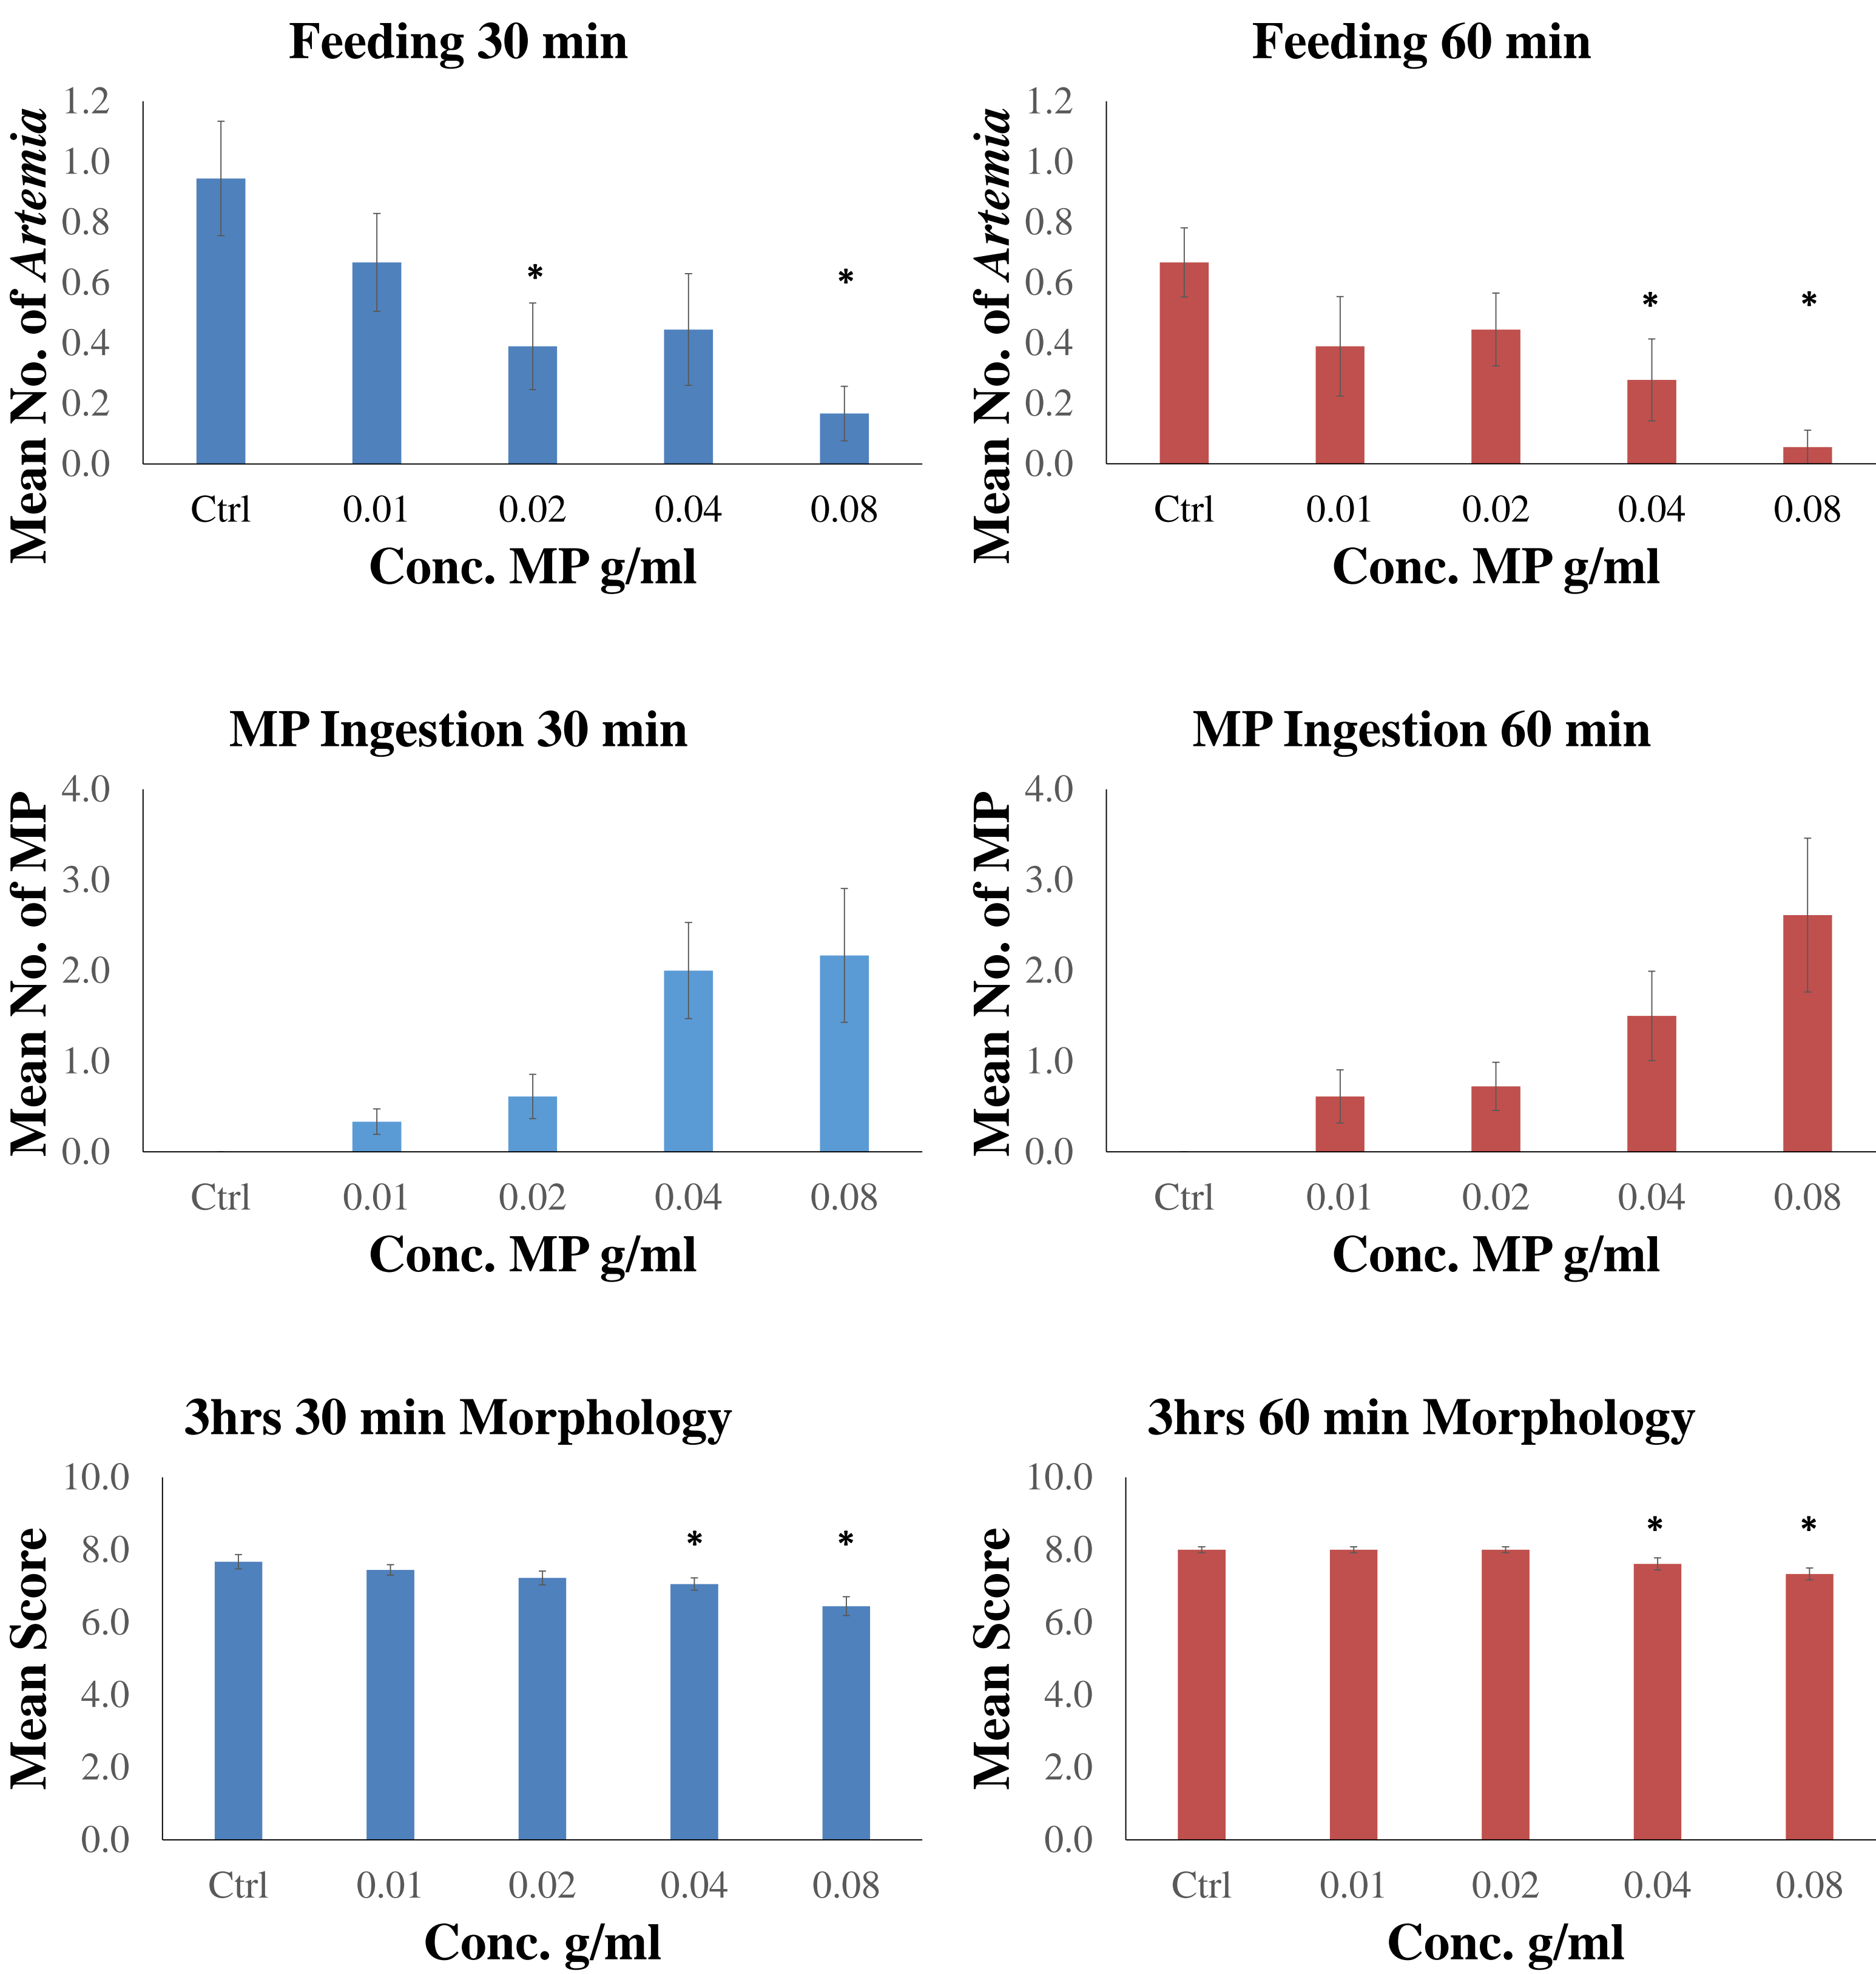 Feeding 30 min
Mean No. of Artemia
1.2
1.0
0.8
0.6
0.4
0.2
0.0
*
*
Ctrl 0.01 0.02 0.04 0.08
Conc. MP g/ml
Feeding 60 min
Mean No. of Artemia
1.2
1.0
0.8
0.6
0.4
0.2
0.0
*
*
Ctrl 0.01 0.02 0.04 0.08
Conc. MP g/ml
MP Ingestion 30 min
Mean No. of MP
4.0
3.0
2.0
1.0
0.0
Ctrl 0.01 0.02 0.04 0.08
Conc. MP g/ml
MP Ingestion 60 min
Mean No. of MP
4.0
3.0
2.0
1.0
0.0
Ctrl 0.01 0.02 0.04 0.08
Conc. MP g/ml
3hrs 30 min Morphology
Mean Score
10.0
8.0
6.0
4.0
2.0
0.0
*
*
Ctrl 0.01 0.02 0.04 0.08
Conc. g/ml
3hrs 60 min Morphology
Mean Score
10.0
8.0
6.0
4.0
2.0
0.0
*
*
Ctrl 0.01 0.02 0.04 0.08
Conc. g/ml